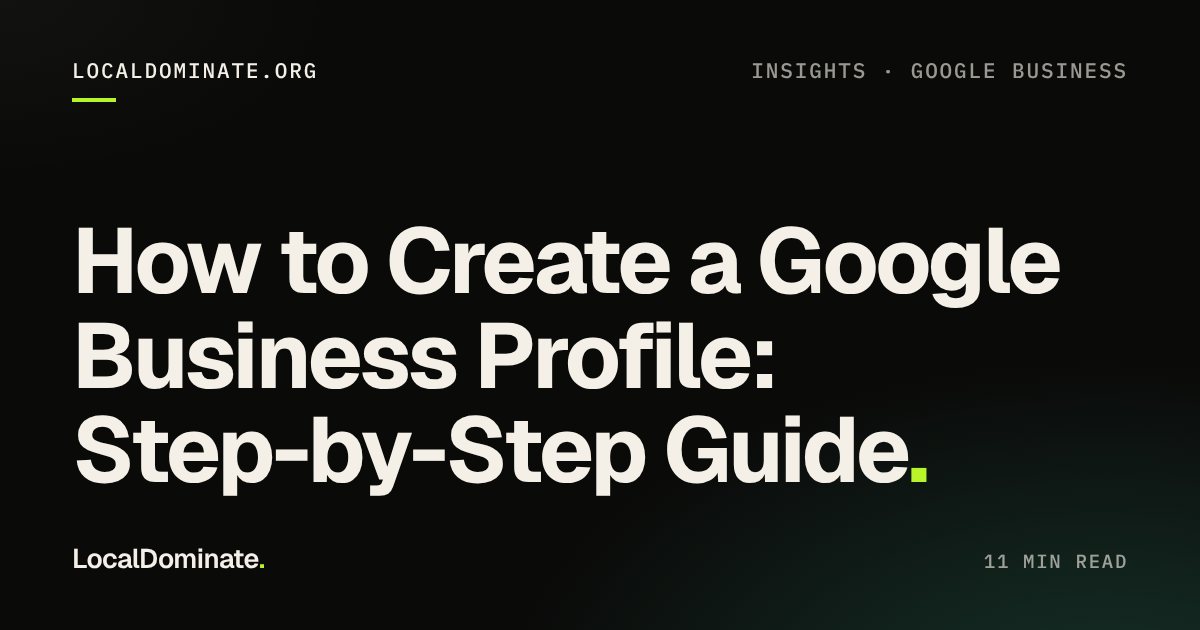 LOCALDOMINATE.ORG
INSIGHTS · GOOGLE BUSINESS
How to Create a Google
Business Profile:
Step-by-Step Guide.
LocalDominate.
11 MIN READ